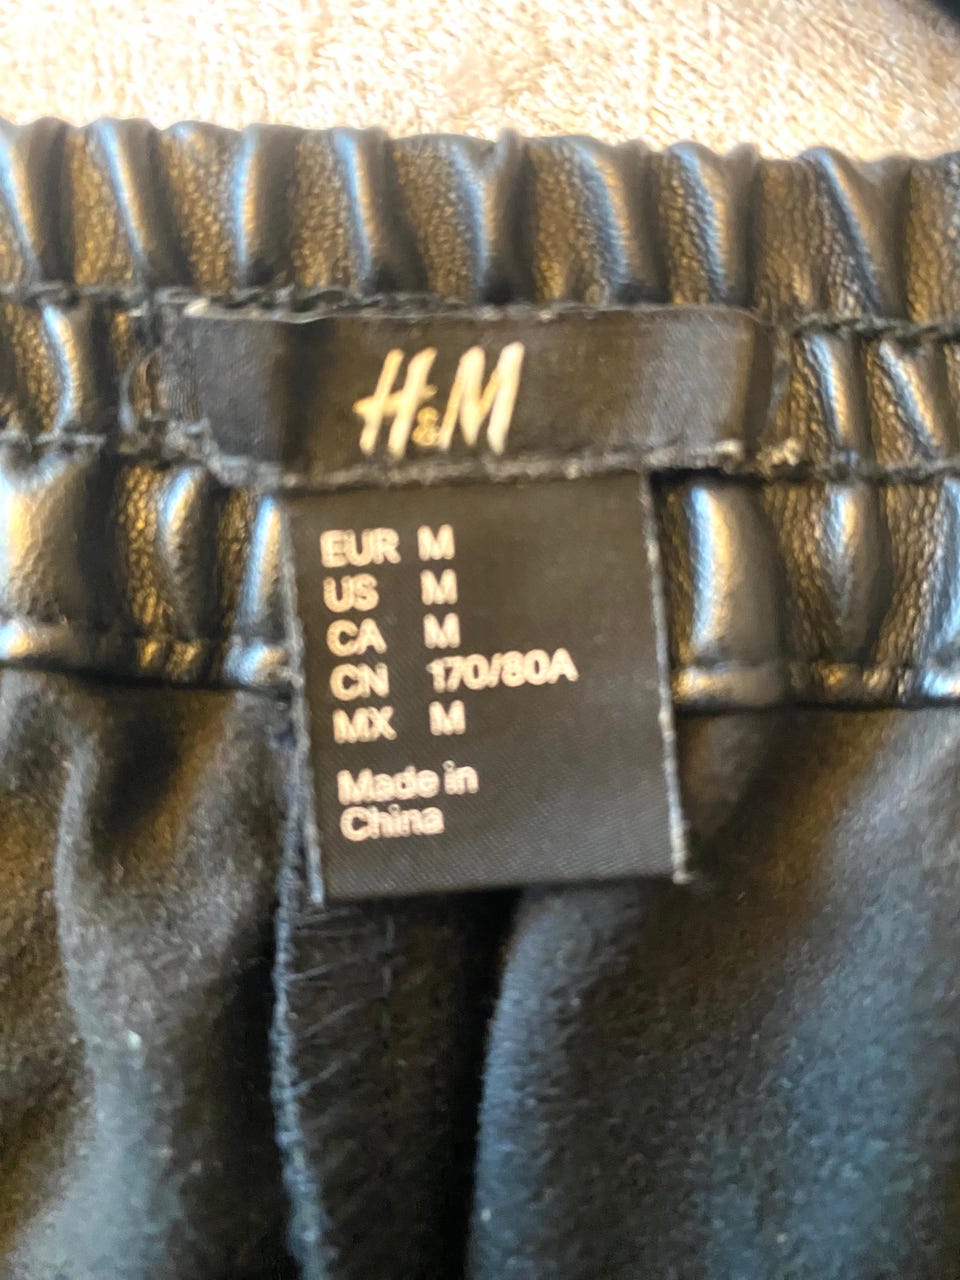 H&M
EUR M
US M
CA M
CN 170/80A
MX M
Made in
China